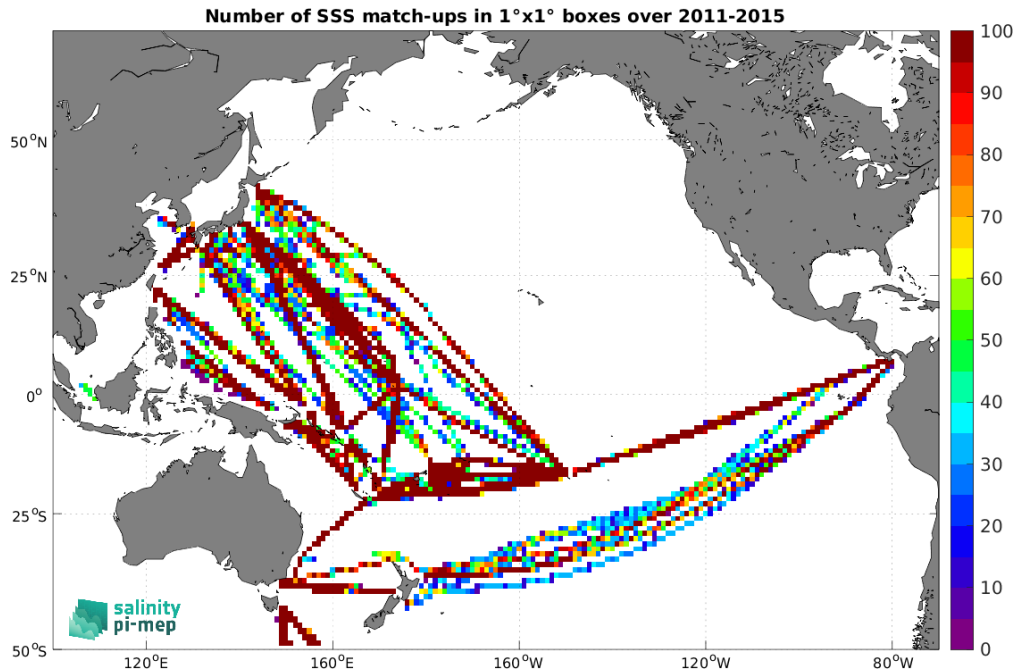 Number of SSS match-ups in 1°x1° boxes over 2011-2015
100
90
80
70
60
50
40
30
20
10
0
50°N
25°N
0°
25°S
50°S
120°E
160°E
160°W
120°W
80°W
salinity
pi-mep